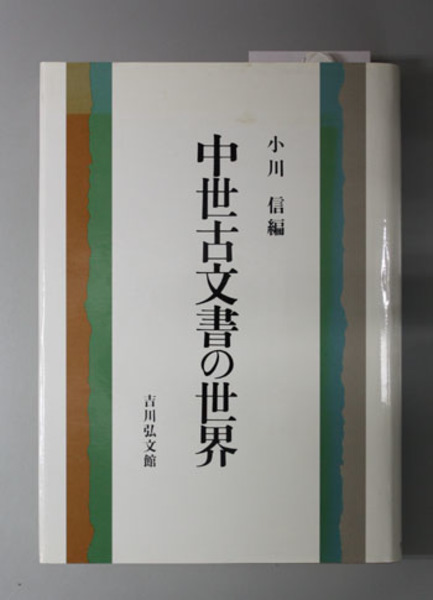 小川 信編
中世古文書の世界
吉川弘文館